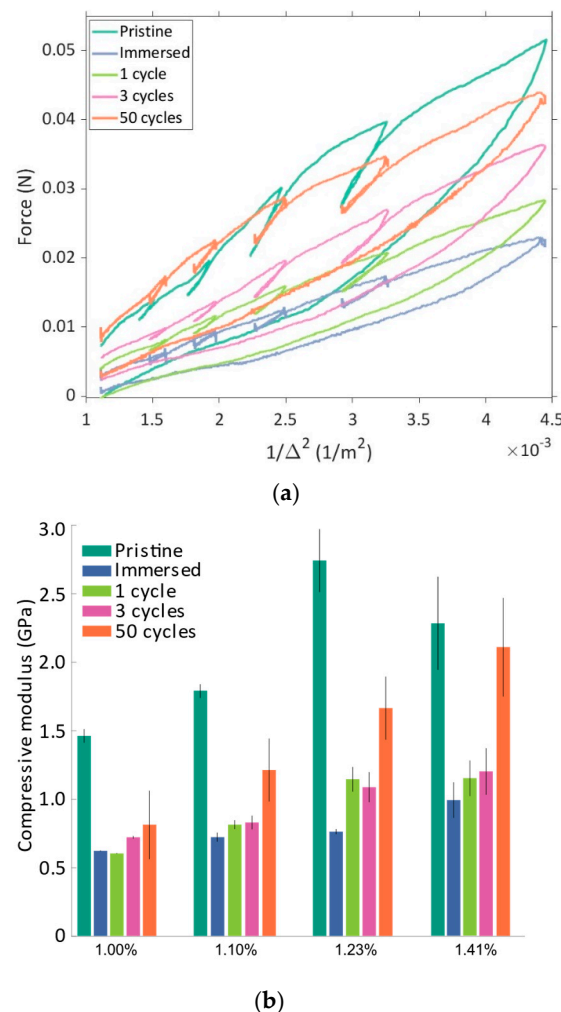 Pristine
Immersed
1 cycle
3 cycles
50 cycles
0.05
0.04
0.03
0.02
0.01
0
Force (N)
1 1.5 2 2.5 3 3.5 4 4.5
1/Δ² (1/m²) ×10⁻³
(a)
3.0
2.5
2.0
1.5
1.0
0.5
0
Compressive modulus (GPa)
Pristine
Immersed
1 cycle
3 cycles
50 cycles
1.00% 1.10% 1.23% 1.41%
(b)